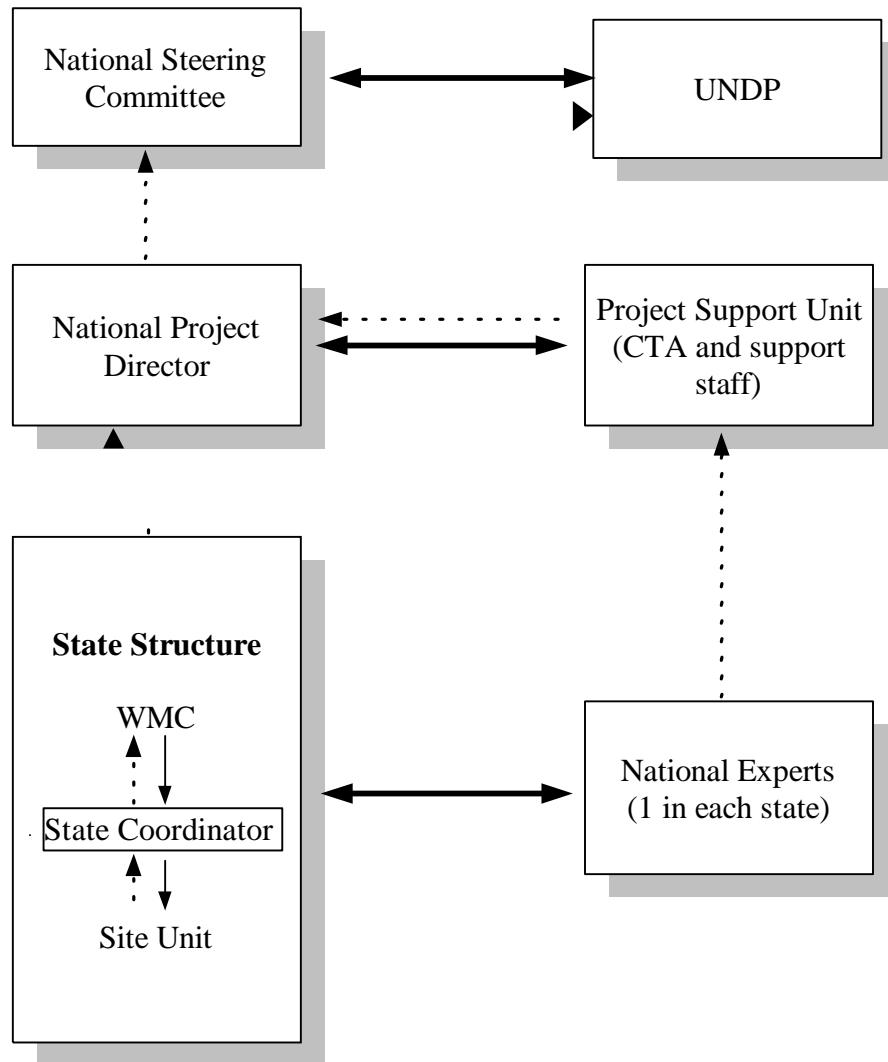 National Steering
Committee
UNDP
National Project
Director
Project Support Unit
(CTA and support
staff)
State Structure
WMC
State Coordinator
Site Unit
National Experts
(1 in each state)